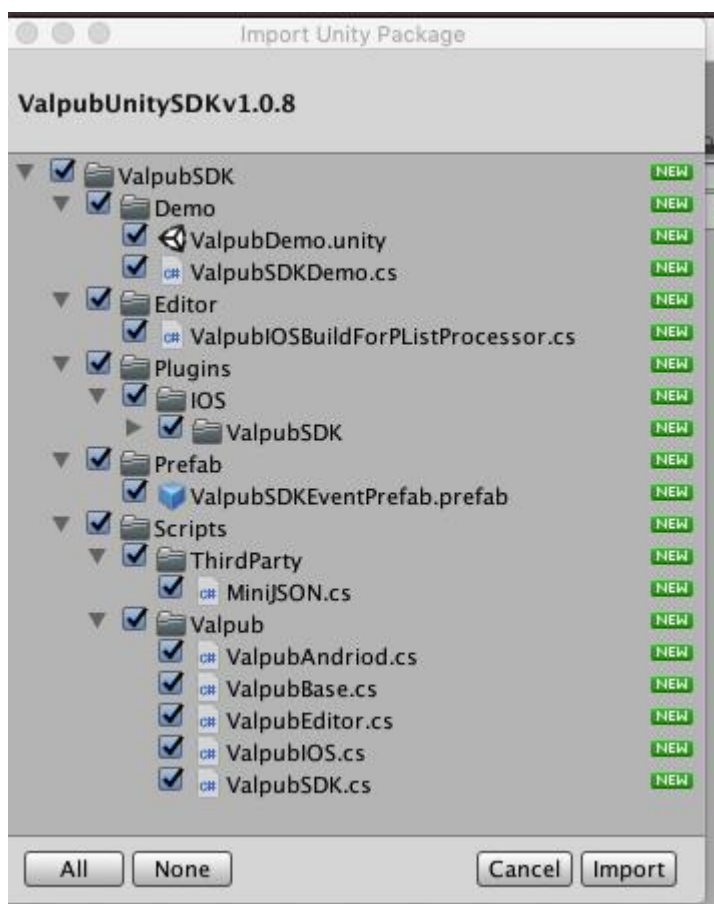 Import Unity Package
ValpubUnitySDKv1.0.8
ValpubSDK NEW
Demo NEW
ValpubDemo.unity NEW
c# ValpubSDKDemo.cs NEW
Editor NEW
c# ValpubIOSBuildForPListProcessor.cs NEW
Plugins NEW
IOS NEW
ValpubSDK NEW
Prefab NEW
ValpubSDKEventPrefab.prefab NEW
Scripts NEW
ThirdParty NEW
c# MiniJSON.cs NEW
Valpub NEW
c# ValpubAndriod.cs NEW
c# ValpubBase.cs NEW
c# ValpubEditor.cs NEW
c# ValpubIOS.cs NEW
c# ValpubSDK.cs NEW
All None Cancel Import